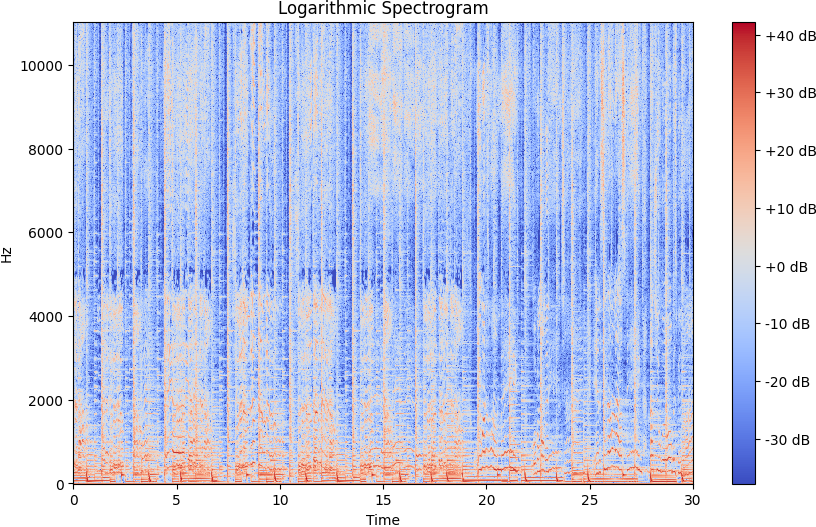 Logarithmic Spectrogram
Hz
10000
8000
6000
4000
2000
0
0 5 10 15 20 25 30
Time
+40 dB
+30 dB
+20 dB
+10 dB
+0 dB
-10 dB
-20 dB
-30 dB